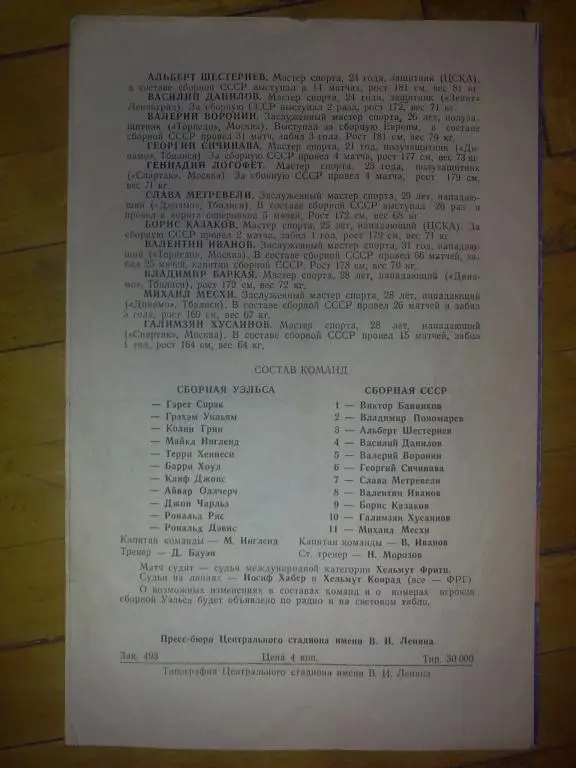 АЛЬБЕРТ ШЕСТЕРНЕВ. Мастер спорта, 24 года, защитник (ЦСКА),
в составе сборной СССР выступал в 14 матчах, рост 181 см, вес 81 кг
ВАСИЛИЙ ДАНИЛОВ. Мастер спорта, 24 года, защитник («Зенит»
Ленинград). За сборную СССР выступал 2 раза, рост 172, вес 71 кг.
ВАЛЕРИЙ ВОРОНИН. Заслуженный мастер спорта, 26 лет, полуза-
щитник («Торпедо», Москва). Выступал за сборную Европы, в составе
сборной СССР провел 31 матч, забил 3 гола. Рост 181 см, вес 79 кг.
ГЕОРГИЙ СИЧИНАВА. Мастер спорта, 21 год, полузащитник («Ди-
намо», Тбилиси). За сборную СССР провел 4 матча, рост 177 см, вес 73 кг
ГЕННАДИЙ ЛОГОФЕТ. Мастер спорта, 23 года, полузащитник
(«Спартак», Москва). За сборную СССР провел 4 матча, рост 179 см,
вес 71 кг.
СЛАВА МЕТРЕВЕЛИ. Заслуженный мастер спорта, 29 лет, нападаю-
щий («Динамо», Тбилиси). В составе сборной СССР выступал 26 раз и
провел в ворота соперников 5 мячей. Рост 172 см, вес 68 кг
БОРИС КАЗАКОВ. Мастер спорта, 25 лет, нападающий (ЦСКА). За
сборную СССР провел 2 матча, забил 1 гол, рост 179 см, вес 71 кг
ВАЛЕНТИН ИВАНОВ. Заслуженный мастер спорта, 31 год, нападаю-
щий («Торпедо», Москва). В составе сборной СССР провел 56 матчей, за-
бил 25 мячей, капитан сборной СССР. Рост 173 см, вес 70 кг.
ВЛАДИМИР БАРКАЯ. Мастер спорта, 28 лет, нападающий («Дина-
мо», Тбилиси), рост 172 см, вес 72 кг.
МИХАИЛ МЕСХИ. Заслуженный мастер спорта, 28 лет, нападающий
(«Динамо», Тбилиси). В составе сборной СССР провел 26 матчей и забил
3 гола, рост 169 см, вес 67 кг.
ГАЛИМЗЯН ХУСАИНОВ. Мастер спорта, 28 лет, нападающий
(«Спартак», Москва). В составе сборной СССР провел 15 матчей, забил
1 гол, рост 164 см, вес 64 кг,
СОСТАВ КОМАНД
СБОРНАЯ УЭЛЬСА СБОРНАЯ СССР
— Гэрет Спрэк 1 — Виктор Банников
— Грэхэм Уильям 2 — Владимир Пономарев
— Колин Грин 3 — Альберт Шестернев
— Майкл Ингленд 4 — Василий Данилов
— Терри Хеннеси 5 — Валерий Воронин
— Барри Хоул 6 — Георгий Сичинава
— Клиф Джонс 7 — Слава Метревели
— Айвар Оллчерч 8 — Валентин Иванов
— Джон Чарльз 9 — Борис Казаков
— Рональд Рис 10 — Галимзян Хусаинов
— Рональд Дэвис 11 — Михаил Месхи
Капитан команды — М. Ингленд Капитан команды — В. Иванов
Тренер — Д. Бауэн Ст. тренер — Н. Морозов
Матч судит — судья международной категории Хельмут Фритц.
Судьи на линиях — Иосиф Хабер и Хельмут Конрад (все — ФРГ)
О возможных изменениях в составах команд и о номерах игроков
сборной Уэльса будет объявлено по радио и на световом табло.
Пресс-бюро Центрального стадиона имени В. И. Ленина
Зак. 493 Цена 4 коп. Тир. 30 000
Типография Центрального стадиона имени В. И. Ленина